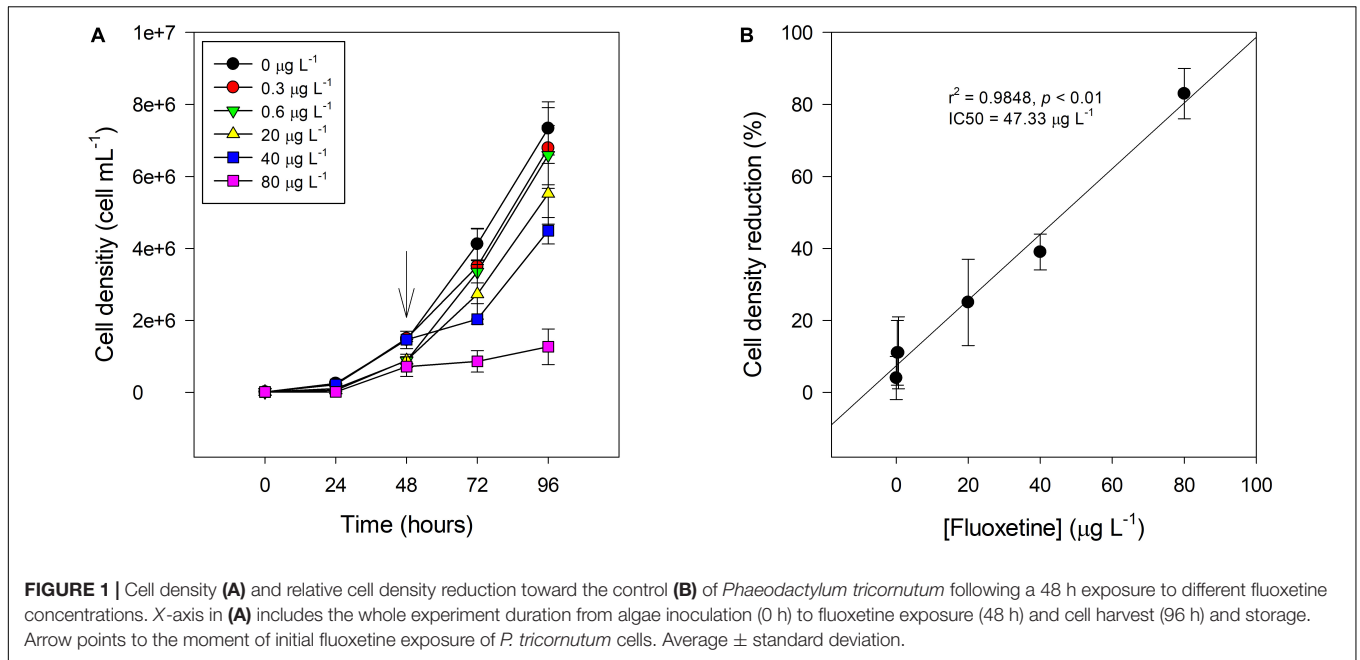 A
1e+7
8e+6
6e+6
4e+6
2e+6
0
Cell densitiy (cell mL⁻¹)
0 μg L⁻¹
0.3 μg L⁻¹
0.6 μg L⁻¹
20 μg L⁻¹
40 μg L⁻¹
80 μg L⁻¹
0 24 48 72 96
Time (hours)
B
100
80
60
40
20
0
Cell density reduction (%)
r² = 0.9848, p < 0.01
IC50 = 47.33 μg L⁻¹
0 20 40 60 80 100
[Fluoxetine] (μg L⁻¹)
FIGURE 1 | Cell density (A) and relative cell density reduction toward the control (B) of Phaeodactylum tricornutum following a 48 h exposure to different fluoxetine
concentrations. X-axis in (A) includes the whole experiment duration from algae inoculation (0 h) to fluoxetine exposure (48 h) and cell harvest (96 h) and storage.
Arrow points to the moment of initial fluoxetine exposure of P. tricornutum cells. Average ± standard deviation.